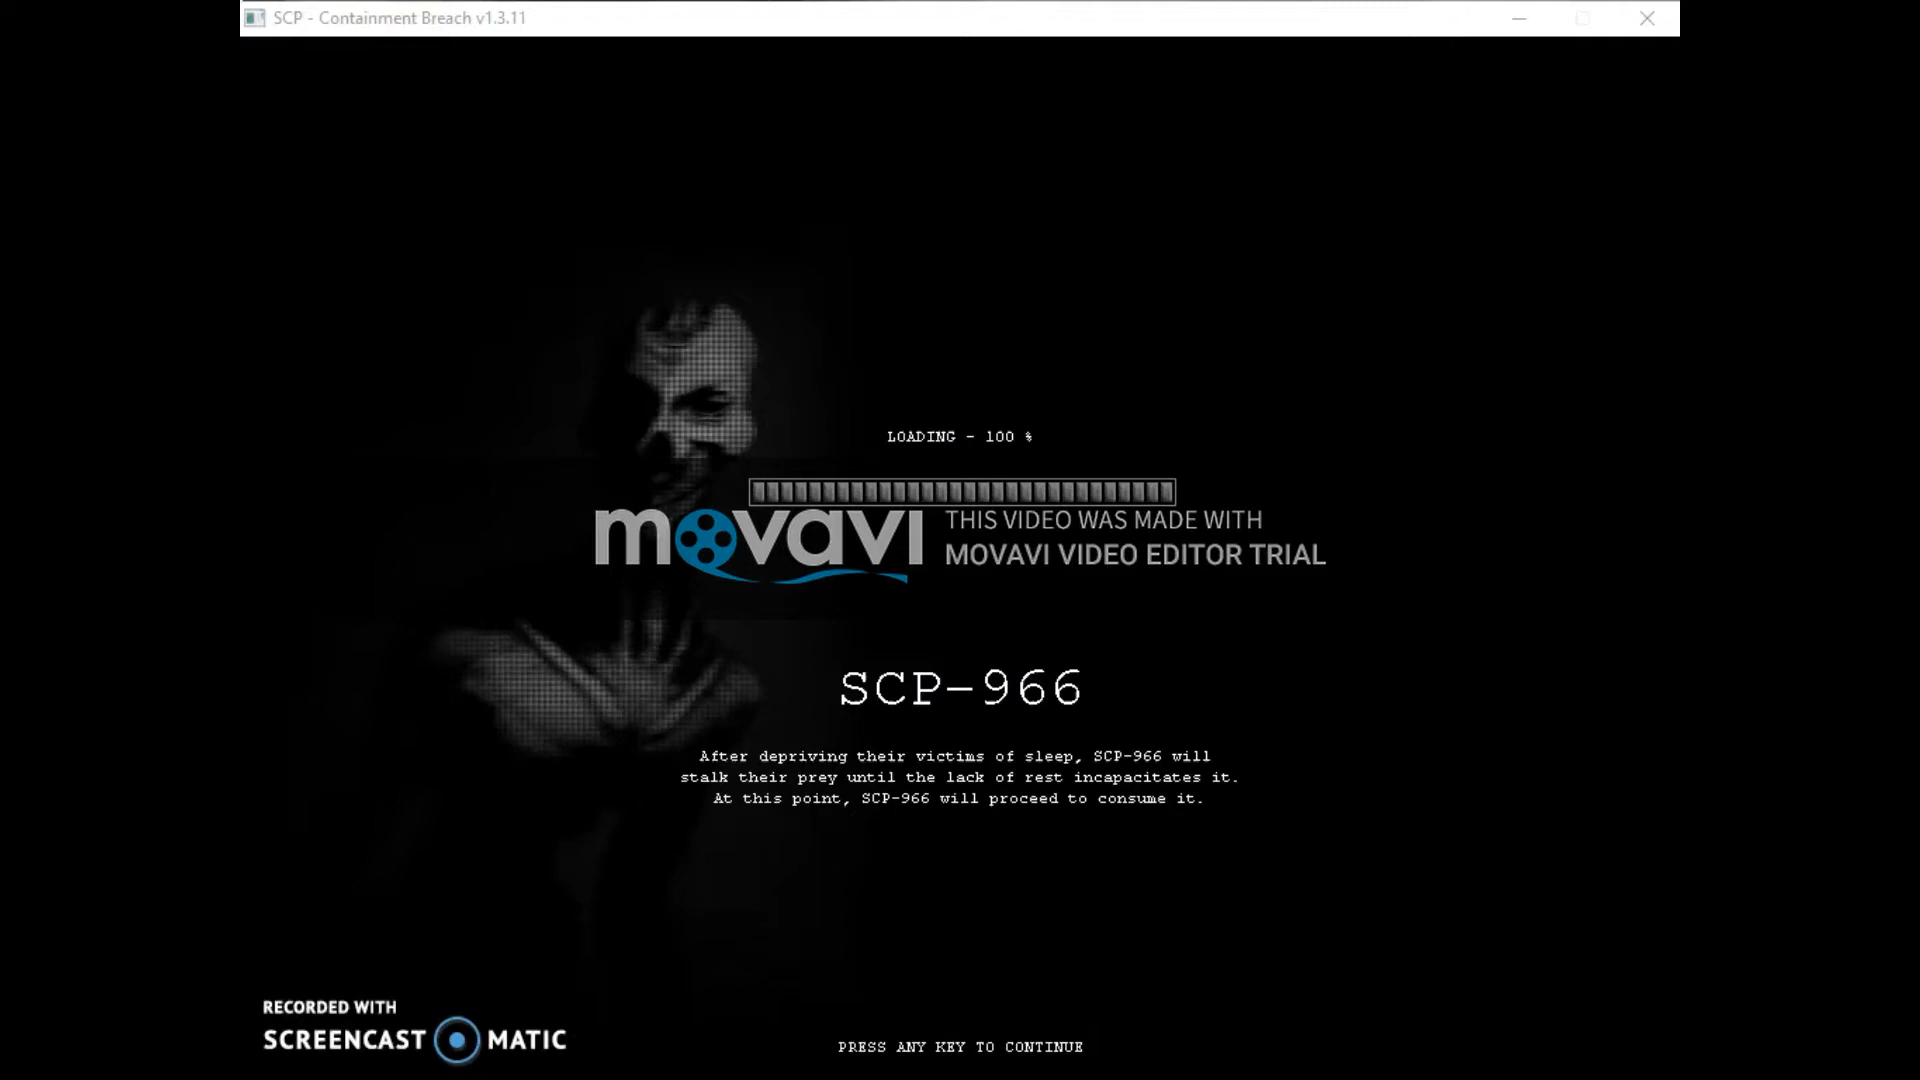 SCP - Containment Breach v1.3.11
LOADING - 100 %
movavi
THIS VIDEO WAS MADE WITH
MOVAVI VIDEO EDITOR TRIAL
SCP-966
After depriving their victims of sleep, SCP-966 will
stalk their prey until the lack of rest incapacitates it.
At this point, SCP-966 will proceed to consume it.
RECORDED WITH
SCREENCAST MATIC
PRESS ANY KEY TO CONTINUE